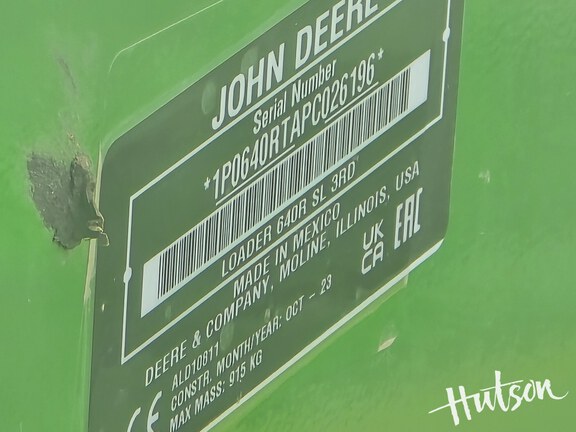 JOHN DEERE
Serial Number
*1P0640RTAPC026196*
LOADER 640R SL 3RD
MADE IN MEXICO
DEERE & COMPANY, MOLINE, ILLINOIS, USA
ALO10811
CONSTR. MONTH/YEAR: OCT - 23
MAX MASS: 915 KG
CE
UK
CA
EAC
Hutson